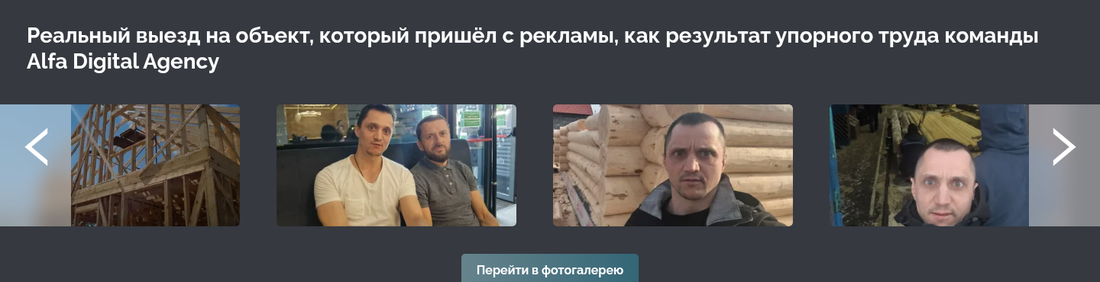 Реальный выезд на объект, который пришёл с рекламы, как результат упорного труда команды
Alfa Digital Agency
Перейти в фотогалерею